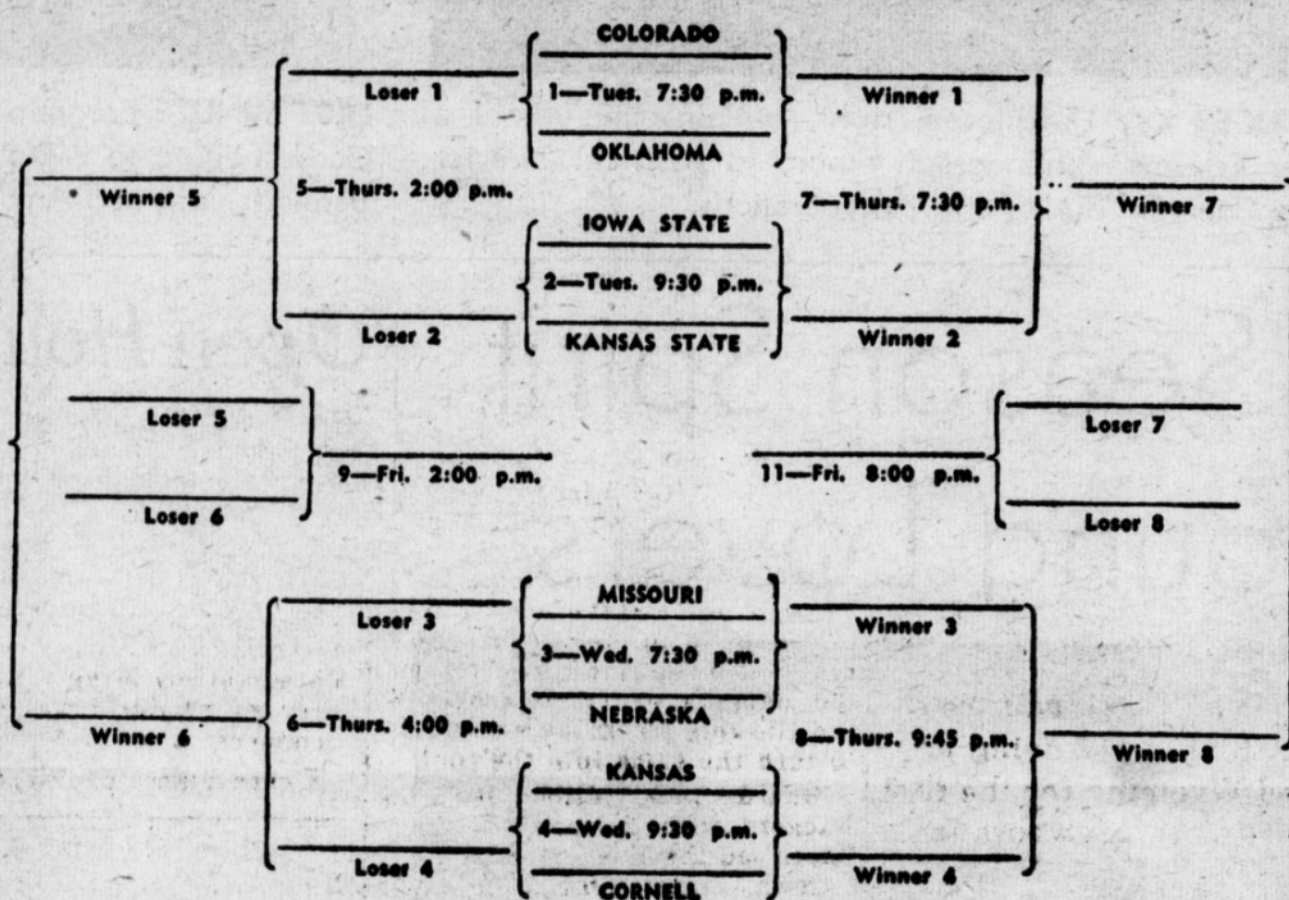 COLORADO
Loser 1
1—Tues. 7:30 p.m.
Winner 1
OKLAHOMA
Winner 5
5—Thurs. 2:00 p.m.
7—Thurs. 7:30 p.m.
Winner 7
IOWA STATE
2—Tues. 9:30 p.m.
Loser 2
KANSAS STATE
Winner 2
Loser 5
Loser 7
9—Fri. 2:00 p.m.
11—Fri. 8:00 p.m.
Loser 6
Loser 8
MISSOURI
Loser 3
Winner 3
3—Wed. 7:30 p.m.
NEBRASKA
Winner 6
6—Thurs. 4:00 p.m.
8—Thurs. 9:45 p.m.
Winner 8
KANSAS
4—Wed. 9:30 p.m.
Loser 4
Winner 4
CORNELL